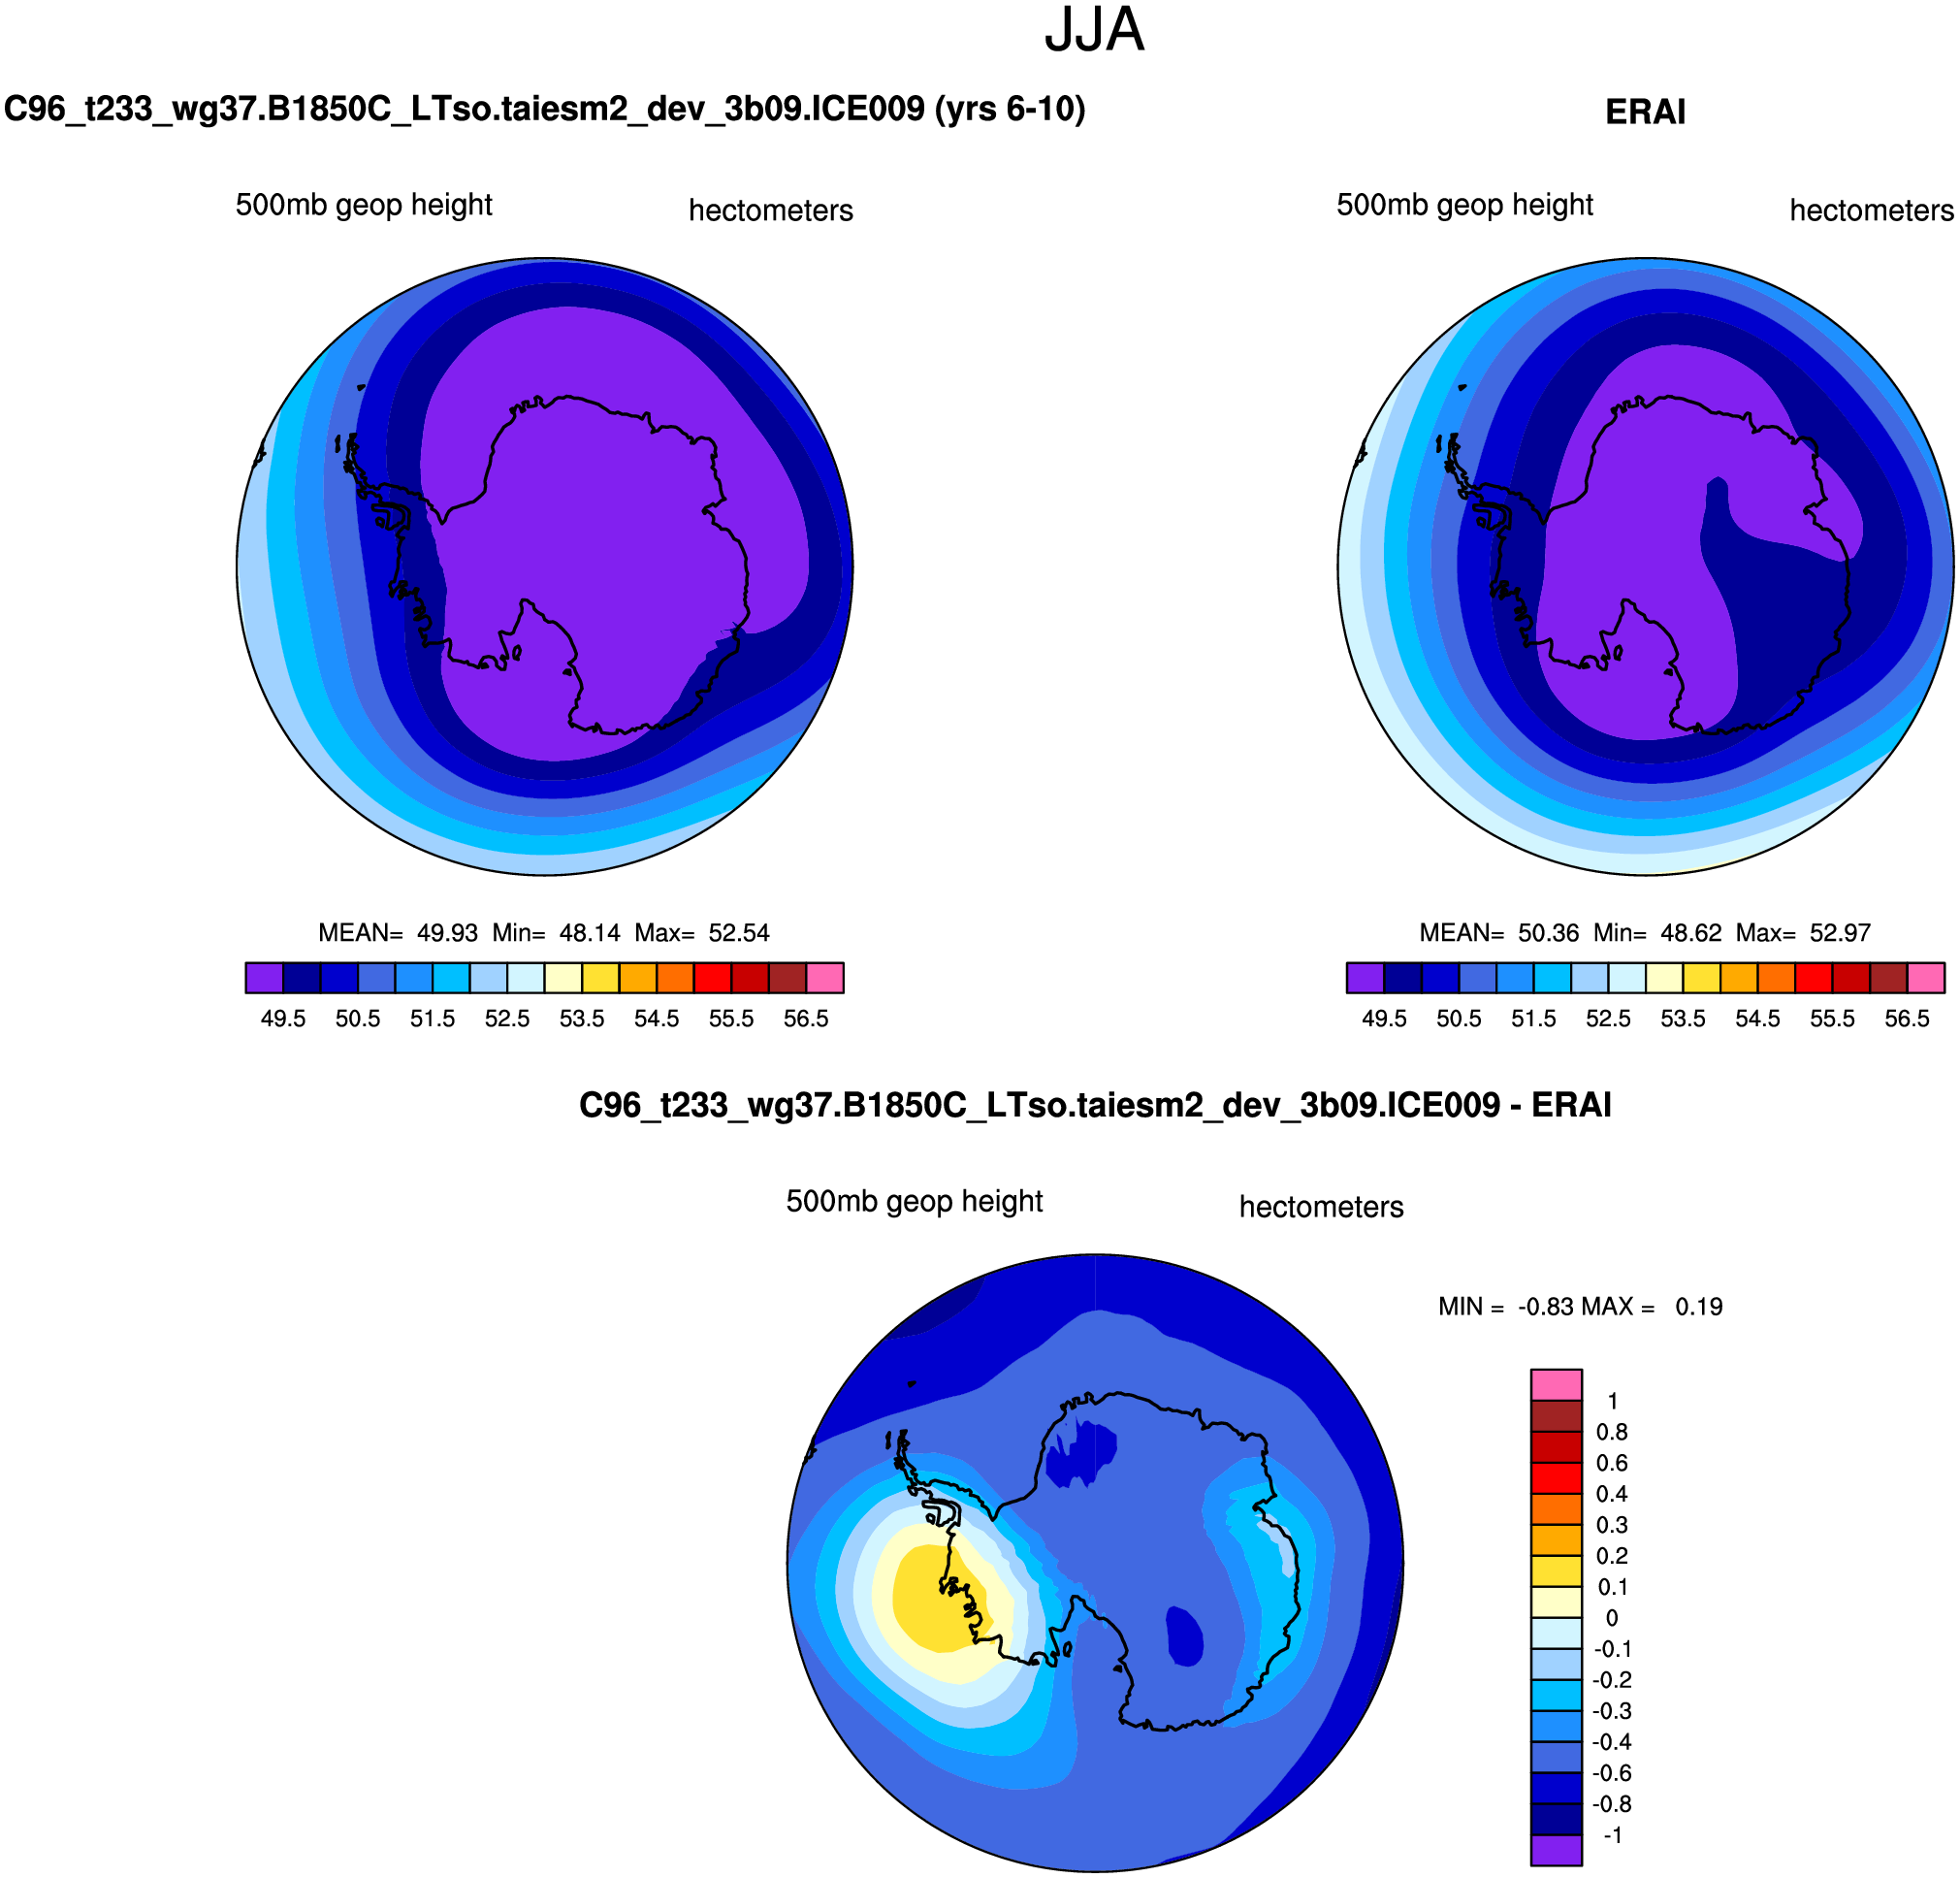 JJA
C96_t233_wg37.B1850C_LTso.taiesm2_dev_3b09.ICE009 (yrs 6-10)
ERAI
500mb geop height hectometers
500mb geop height hectometers
MEAN= 49.93 Min= 48.14 Max= 52.54
MEAN= 50.36 Min= 48.62 Max= 52.97
49.5 50.5 51.5 52.5 53.5 54.5 55.5 56.5
49.5 50.5 51.5 52.5 53.5 54.5 55.5 56.5
C96_t233_wg37.B1850C_LTso.taiesm2_dev_3b09.ICE009 - ERAI
500mb geop height hectometers
MIN = -0.83 MAX = 0.19
1
0.8
0.6
0.4
0.3
0.2
0.1
0
-0.1
-0.2
-0.3
-0.4
-0.6
-0.8
-1